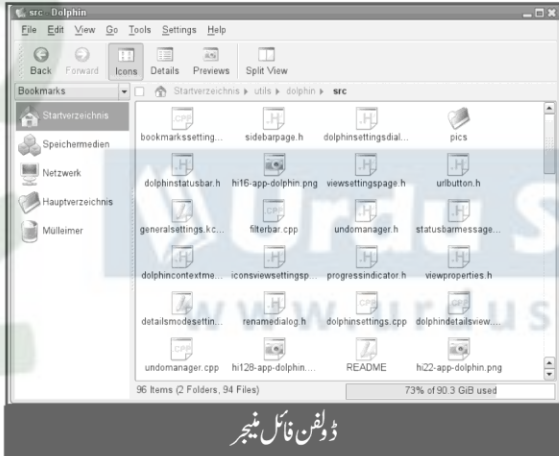 src - Dolphin
File Edit View Go Tools Settings Help
Back Forward Icons Details Previews Split View
Bookmarks Startverzeichnis utils dolphin src
Startverzeichnis
Speichermedien
Netzwerk
Hauptverzeichnis
Mülleimer
bookmarkssetting... sidebarpage.h dolphinsettingsdial... pics
dolphinstatusbar.h hi16-app-dolphin.png viewsettingspage.h urlbutton.h
generalsettings.kc... filterbar.cpp undomanager.h statusbarmessage...
dolphincontextme... iconsviewsettingsp... progressindicator.h viewproperties.h
detailsmodesettin... renamedialog.h dolphinsettings.cpp dolphindetailsview....
undomanager.cpp hi128-app-dolphin.... README hi22-app-dolphin.png
96 Items (2 Folders, 94 Files) 73% of 90.3 GiB used
ڈولفن فائل منیجر